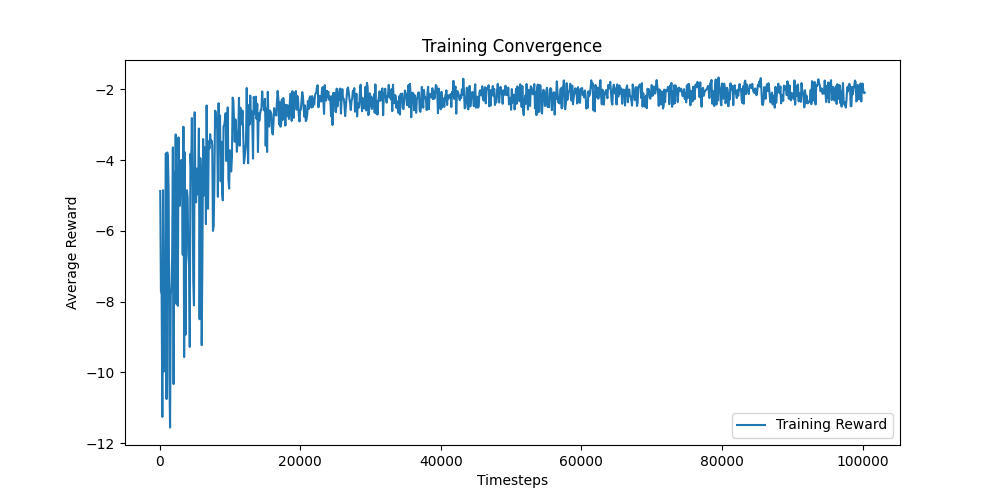 Training Convergence
Average Reward
−2
−4
−6
−8
−10
−12
0 20000 40000 60000 80000 100000
Timesteps
Training Reward